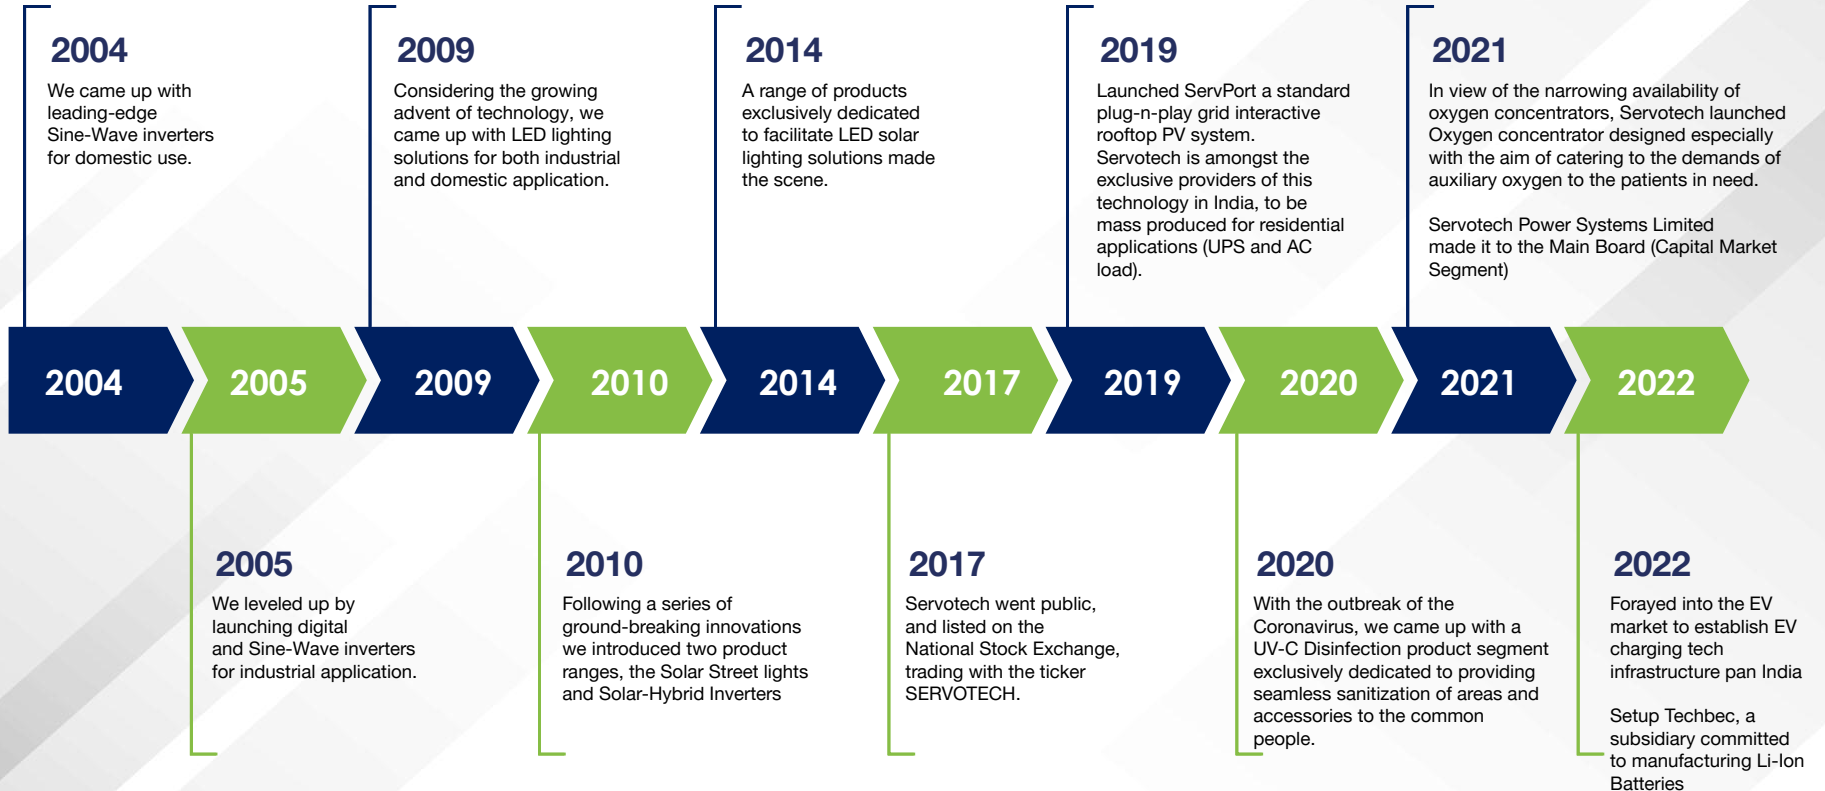 2004
We came up with
leading-edge
Sine-Wave inverters
for domestic use.
2009
Considering the growing
advent of technology, we
came up with LED lighting
solutions for both industrial
and domestic application.
2014
A range of products
exclusively dedicated
to facilitate LED solar
lighting solutions made
the scene.
2019
Launched ServPort a standard
plug-n-play grid interactive
rooftop PV system.
Servotech is amongst the
exclusive providers of this
technology in India, to be
mass produced for residential
applications (UPS and AC
load).
2021
In view of the narrowing availability of
oxygen concentrators, Servotech launched
Oxygen concentrator designed especially
with the aim of catering to the demands of
auxiliary oxygen to the patients in need.
Servotech Power Systems Limited
made it to the Main Board (Capital Market
Segment)
2004
2005
2009
2010
2014
2017
2019
2020
2021
2022
2005
We leveled up by
launching digital
and Sine-Wave inverters
for industrial application.
2010
Following a series of
ground-breaking innovations
we introduced two product
ranges, the Solar Street lights
and Solar-Hybrid Inverters
2017
Servotech went public,
and listed on the
National Stock Exchange,
trading with the ticker
SERVOTECH.
2020
With the outbreak of the
Coronavirus, we came up with a
UV-C Disinfection product segment
exclusively dedicated to providing
seamless sanitization of areas and
accessories to the common
people.
2022
Forayed into the EV
market to establish EV
charging tech
infrastructure pan India
Setup Techbec, a
subsidiary committed
to manufacturing Li-Ion
Batteries